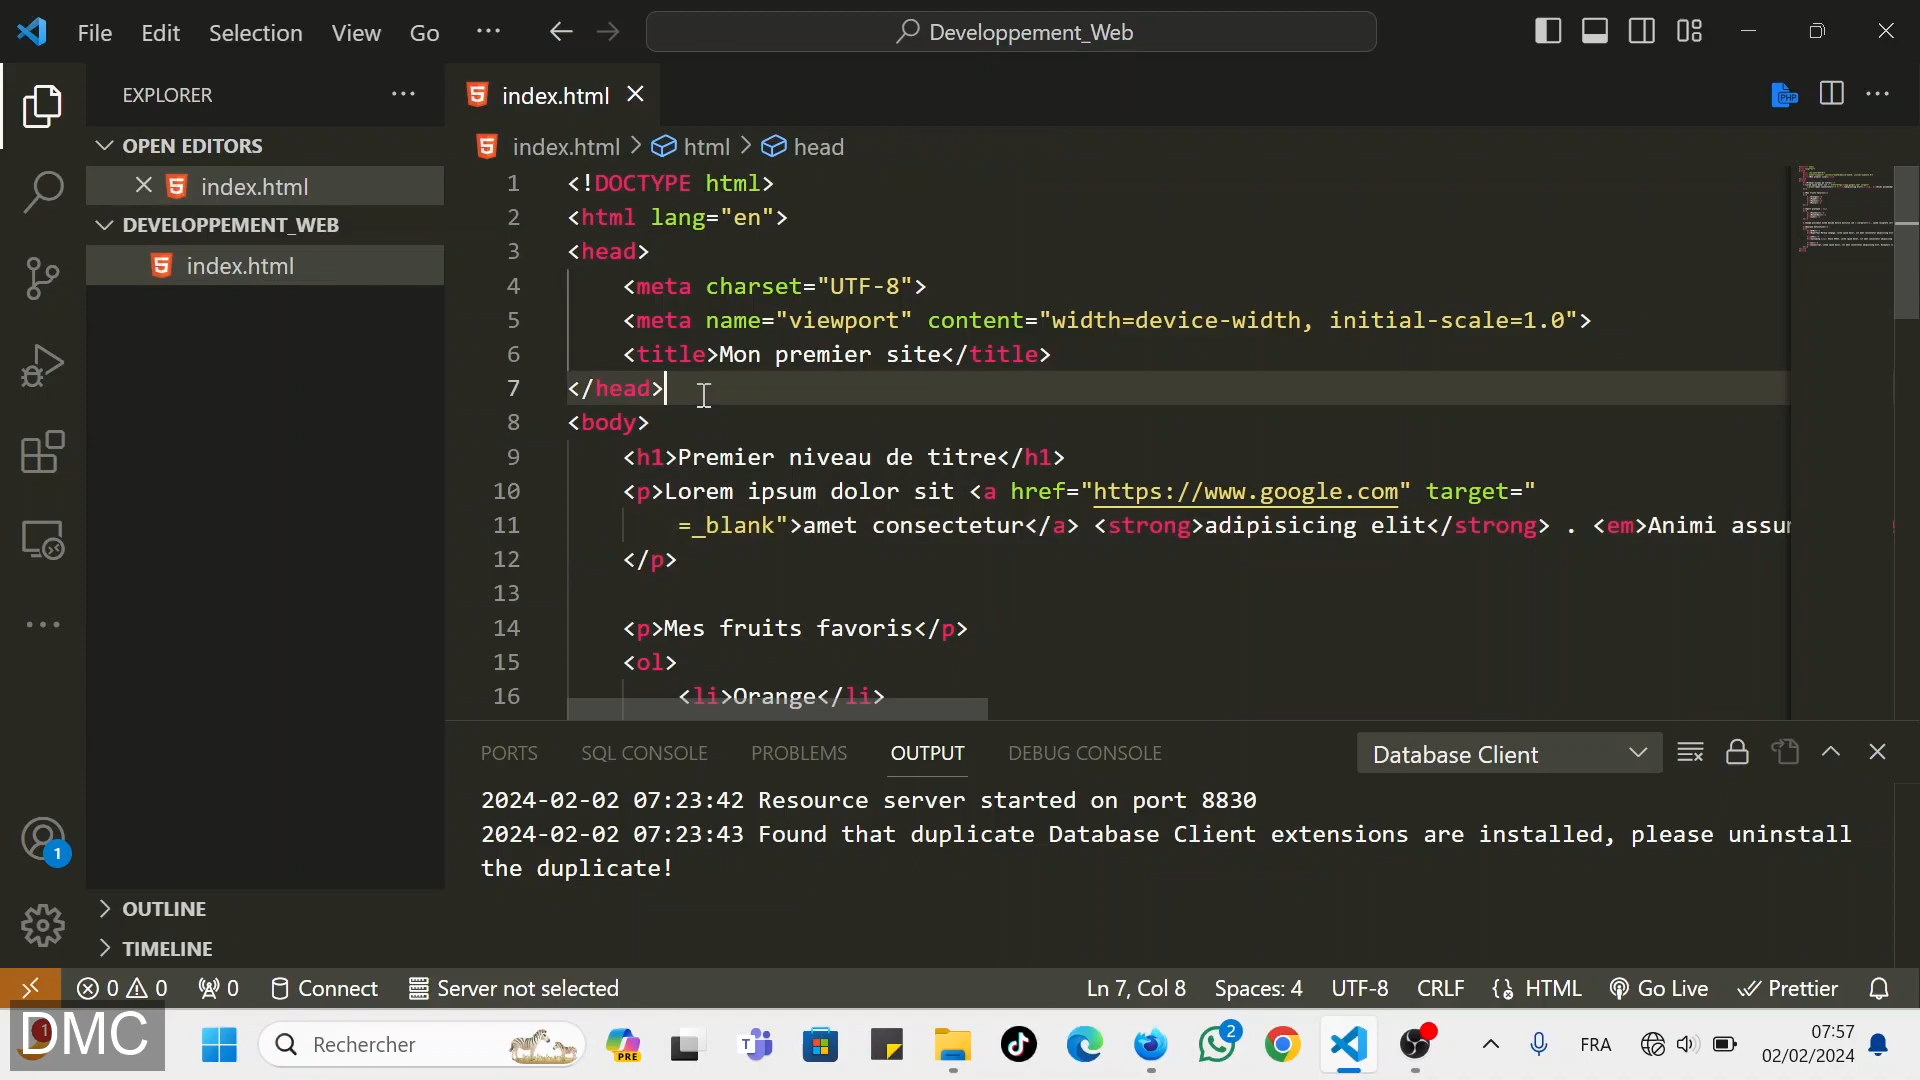 File Edit Selection View Go ··· Developpement_Web
EXPLORER
index.html
OPEN EDITORS
index.html
DEVELOPPEMENT_WEB
index.html
PHP
index.html > html > head
1 <!DOCTYPE html>
2 <html lang="en">
3 <head>
4 <meta charset="UTF-8">
5 <meta name="viewport" content="width=device-width, initial-scale=1.0">
6 <title>Mon premier site</title>
7 </head>
8 <body>
9 <h1>Premier niveau de titre</h1>
10 <p>Lorem ipsum dolor sit <a href="https://www.google.com" target="
11 =_blank">amet consectetur</a> <strong>adipisicing elit</strong> . <em>Animi assu
12 </p>
13
14 <p>Mes fruits favoris</p>
15 <ol>
16 <li>Orange</li>
PORTS SQL CONSOLE PROBLEMS OUTPUT DEBUG CONSOLE Database Client
2024-02-02 07:23:42 Resource server started on port 8830
2024-02-02 07:23:43 Found that duplicate Database Client extensions are installed, please uninstall
the duplicate!
1
OUTLINE
TIMELINE
0 0 0 Connect Server not selected Ln 7, Col 8 Spaces: 4 UTF-8 CRLF HTML Go Live Prettier
DMC
1
Rechercher
PRE
T
2
FRA
07:57
02/02/2024